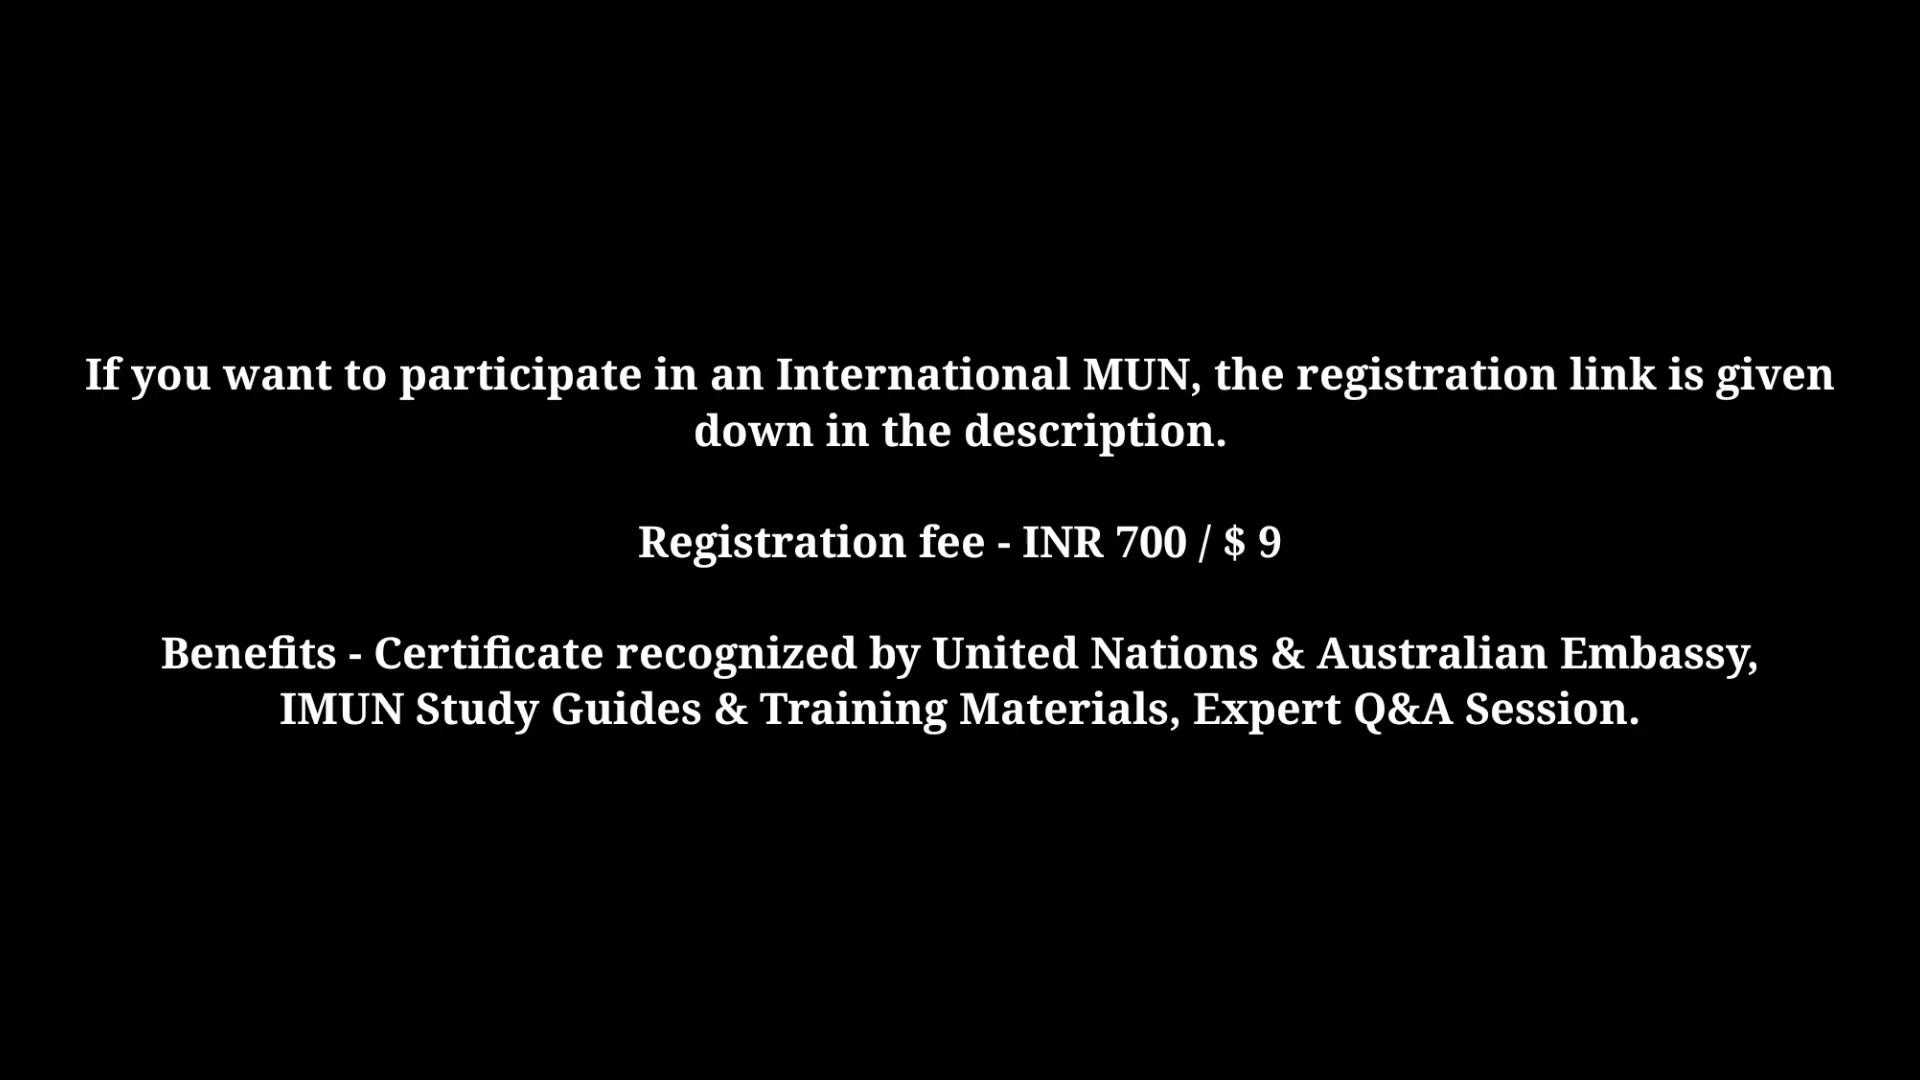 If you want to participate in an International MUN, the registration link is given
down in the description.
Registration fee - INR 700 / $ 9
Benefits - Certificate recognized by United Nations & Australian Embassy,
IMUN Study Guides & Training Materials, Expert Q&A Session.